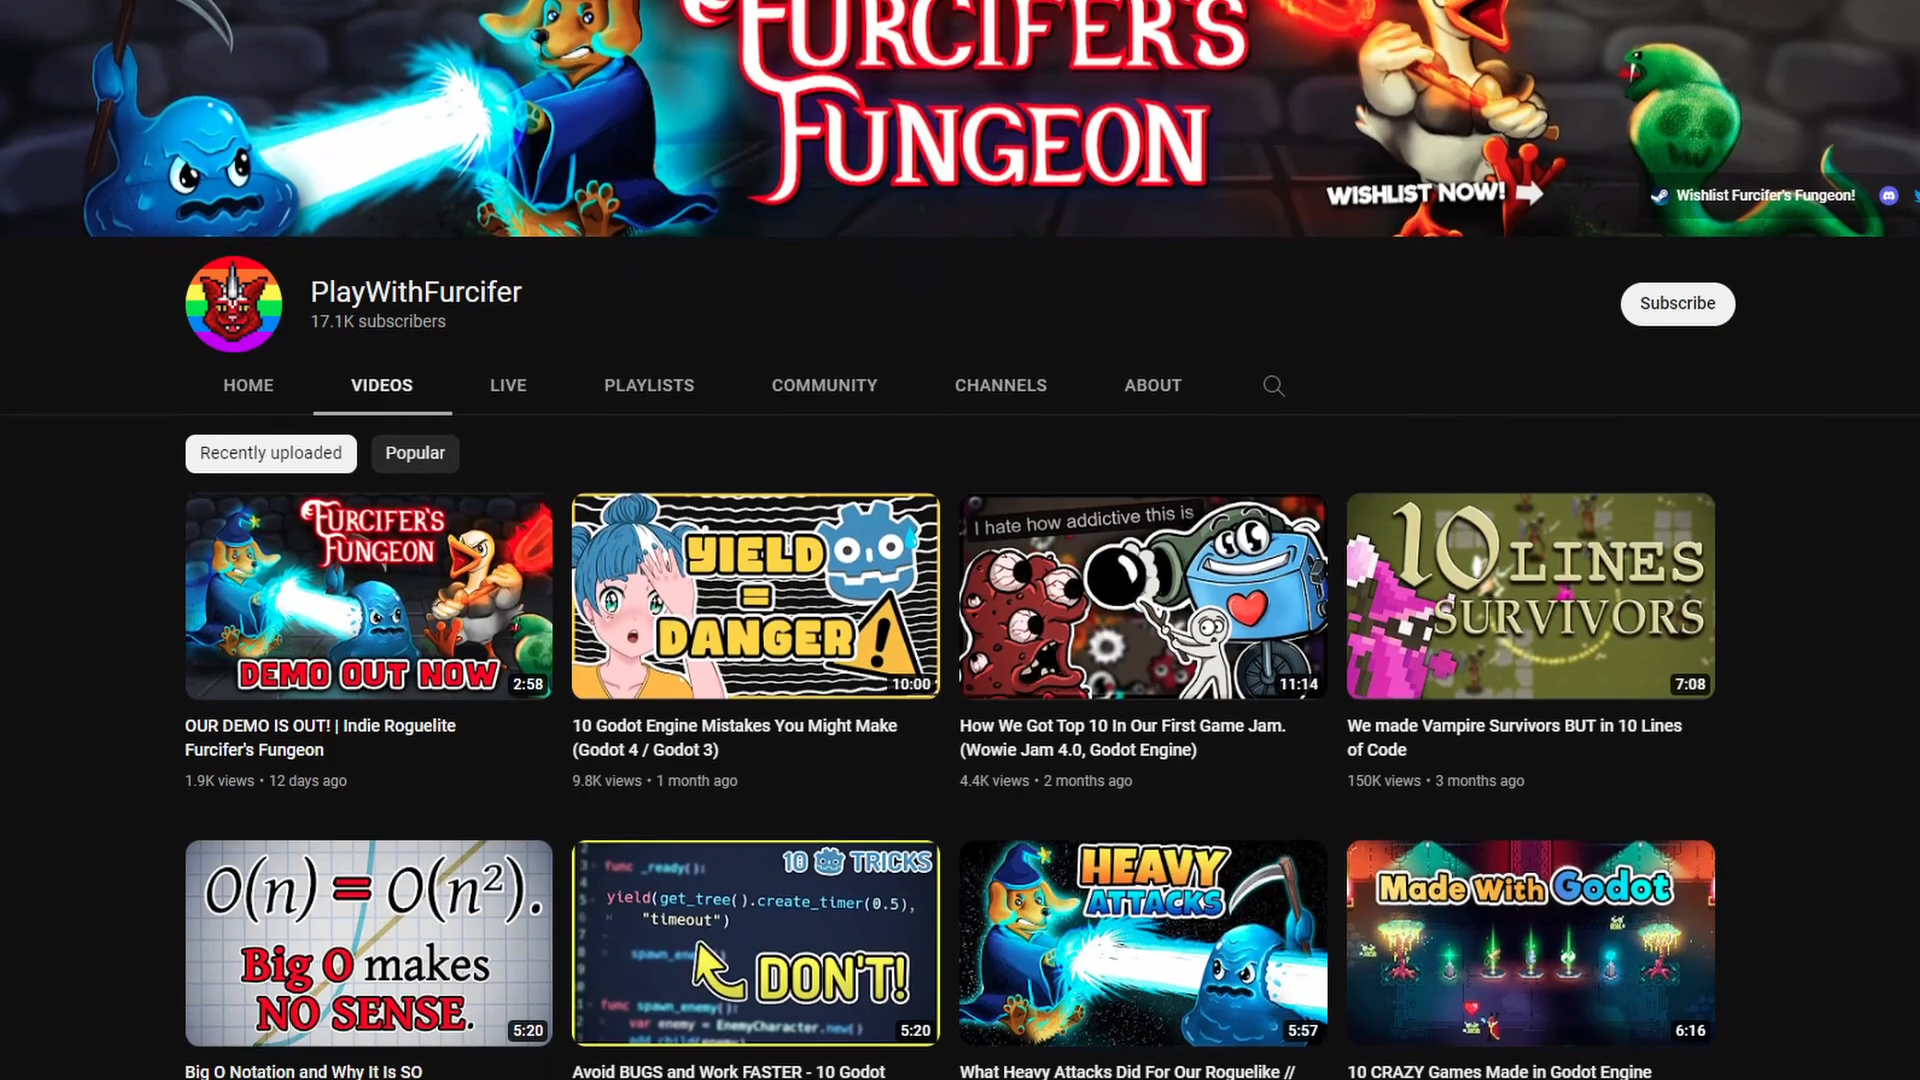 FURCIFER'S
FUNGEON
WISHLIST NOW!
Wishlist Furcifer's Fungeon!
PlayWithFurcifer
17.1K subscribers
Subscribe
HOME
VIDEOS
LIVE
PLAYLISTS
COMMUNITY
CHANNELS
ABOUT
Recently uploaded
Popular
FURCIFER'S
FUNGEON
DEMO OUT NOW
2:58
YIELD
=
DANGER
10:00
I hate how addictive this is
11:14
10 LINES
SURVIVORS
7:08
OUR DEMO IS OUT! | Indie Roguelite
Furcifer's Fungeon
1.9K views • 12 days ago
10 Godot Engine Mistakes You Might Make
(Godot 4 / Godot 3)
9.8K views • 1 month ago
How We Got Top 10 In Our First Game Jam.
(Wowie Jam 4.0, Godot Engine)
4.4K views • 2 months ago
We made Vampire Survivors BUT in 10 Lines
of Code
150K views • 3 months ago
O(n) = O(n²).
Big O makes
NO SENSE.
5:20
10 TRICKS
func _ready():
yield(get_tree().create_timer(0.5),
"timeout")
DON'T!
func spawn_enemy():
var enemy = EnemyCharacter.new()
5:20
HEAVY
ATTACKS
5:57
Made With Godot
6:16
Big O Notation and Why It Is SO
Avoid BUGS and Work FASTER - 10 Godot
What Heavy Attacks Did For Our Roguelike //
10 CRAZY Games Made in Godot Engine